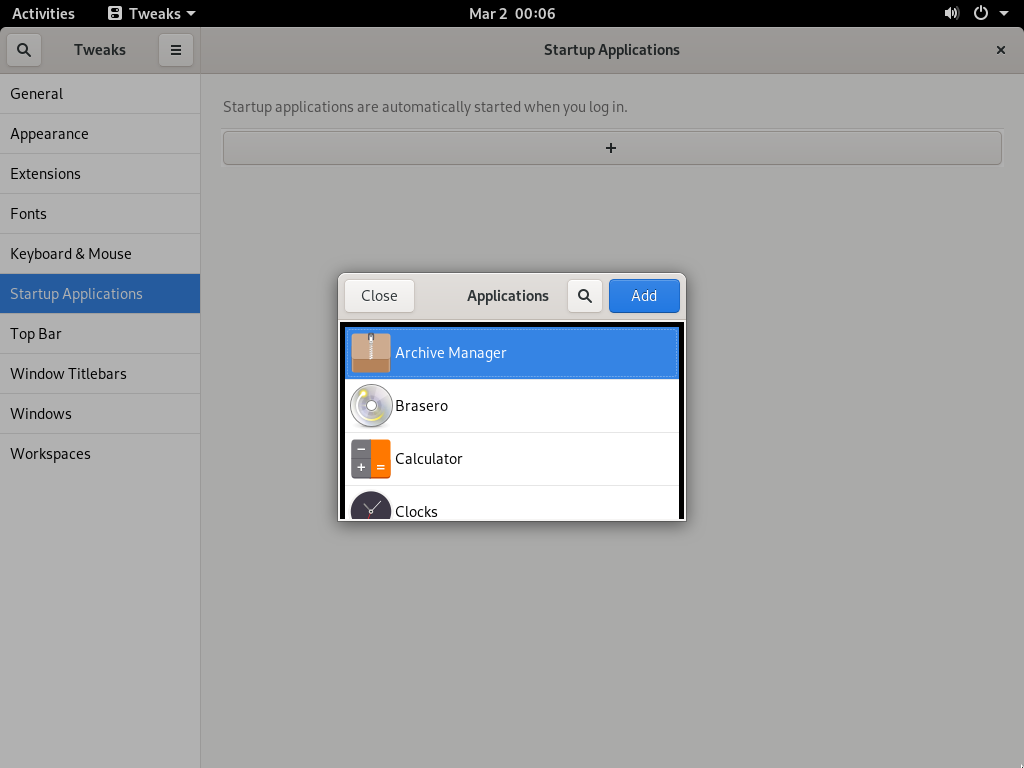 Activities
Tweaks
Mar 2 00:06
Tweaks
Startup Applications
General
Appearance
Extensions
Fonts
Keyboard & Mouse
Startup Applications
Top Bar
Window Titlebars
Windows
Workspaces
Startup applications are automatically started when you log in.
+
Close
Applications
Add
Archive Manager
Brasero
Calculator
Clocks